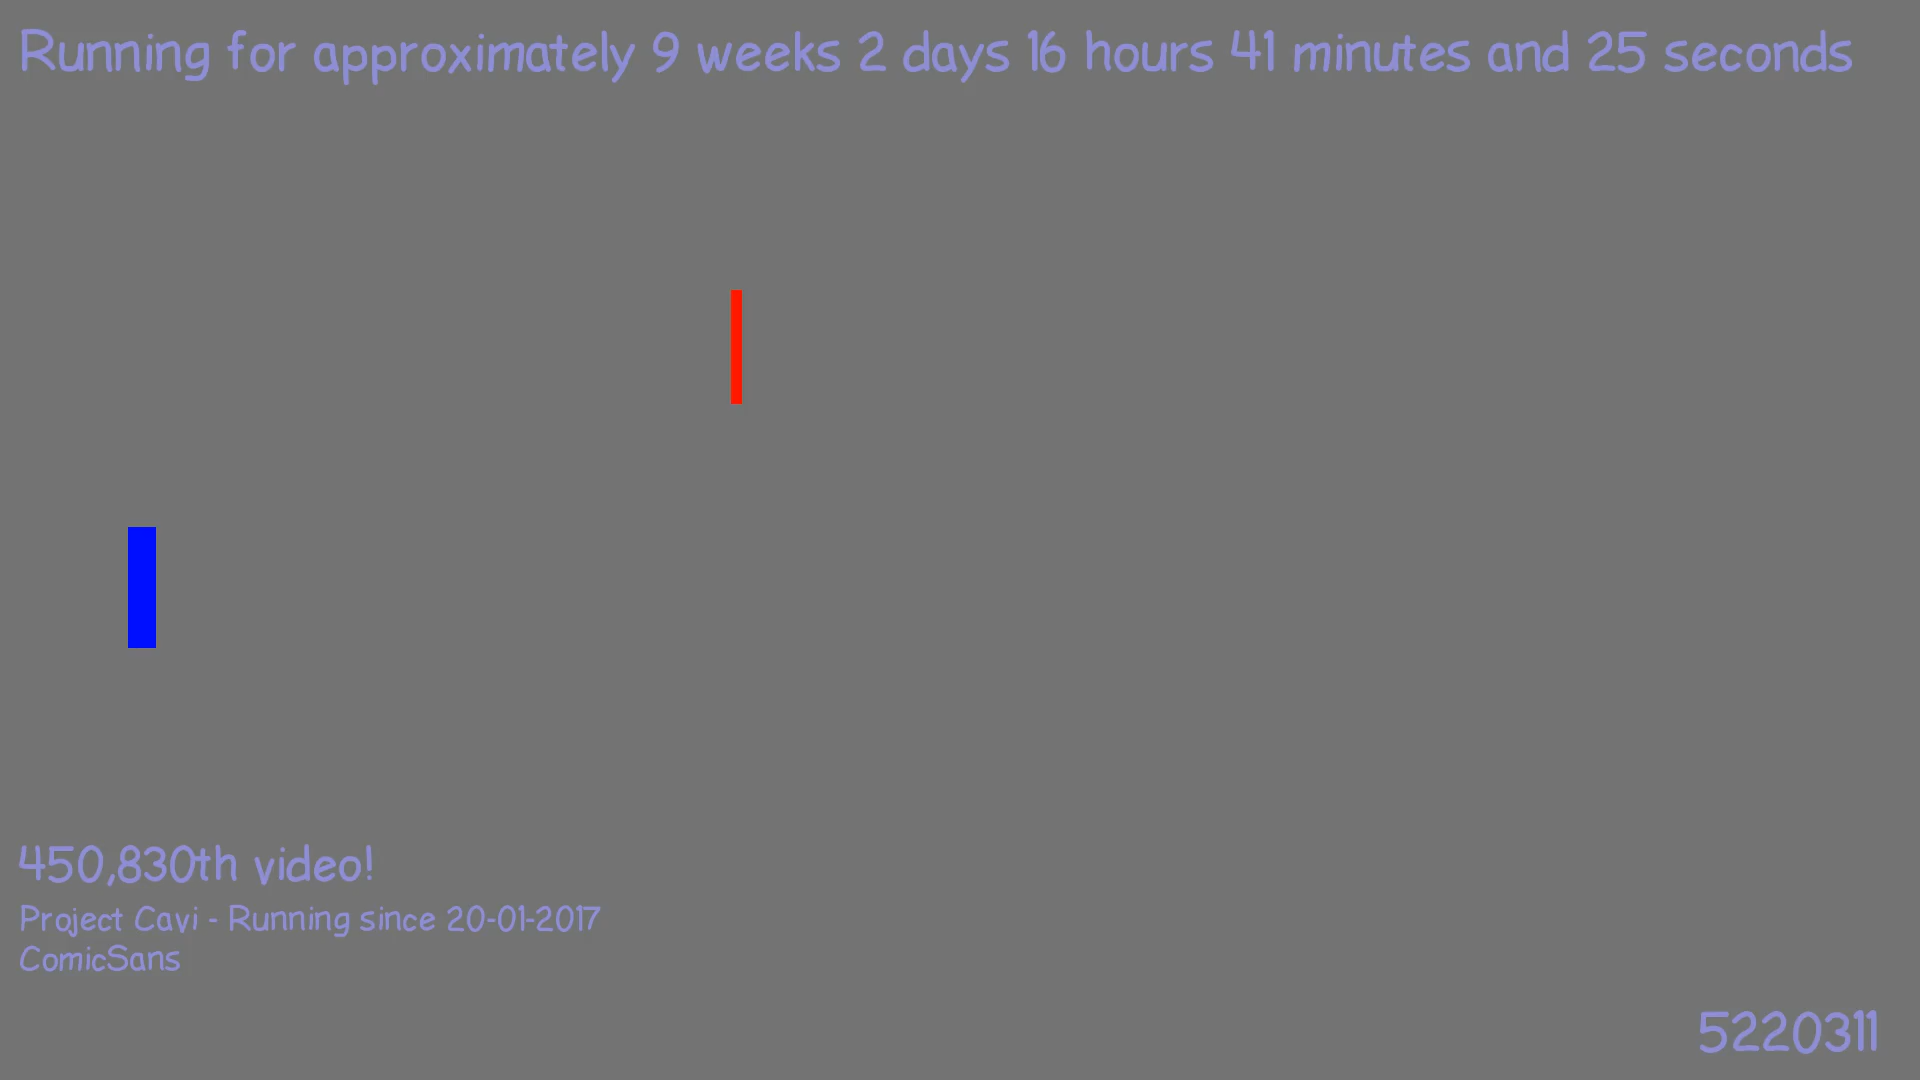 Running for approximately 9 weeks 2 days 16 hours 41 minutes and 25 seconds
450,830th video!
Project Cavi - Running since 20-01-2017
ComicSans
5220311